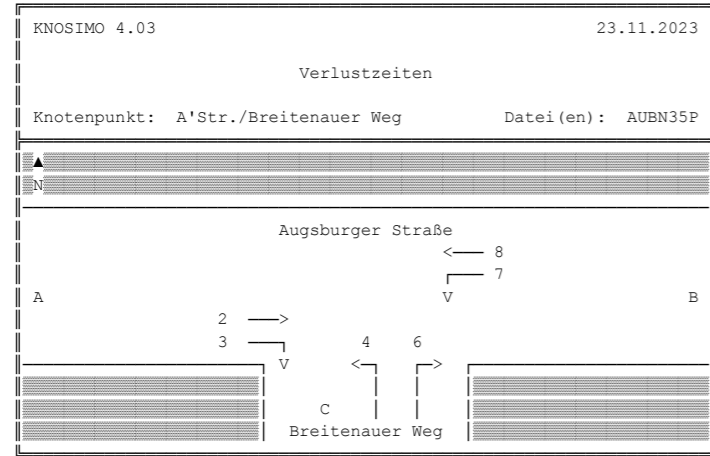 KNOSIMO 4.03 23.11.2023
Verlustzeiten
Knotenpunkt: A'Str./Breitenauer Weg Datei(en): AUBN35P
▲
N
Augsburger Straße
<─── 8
┌─── 7
A V B
2 ───>
3 ───┐ 4 6
V <─┐ ┌─>
C
Breitenauer Weg